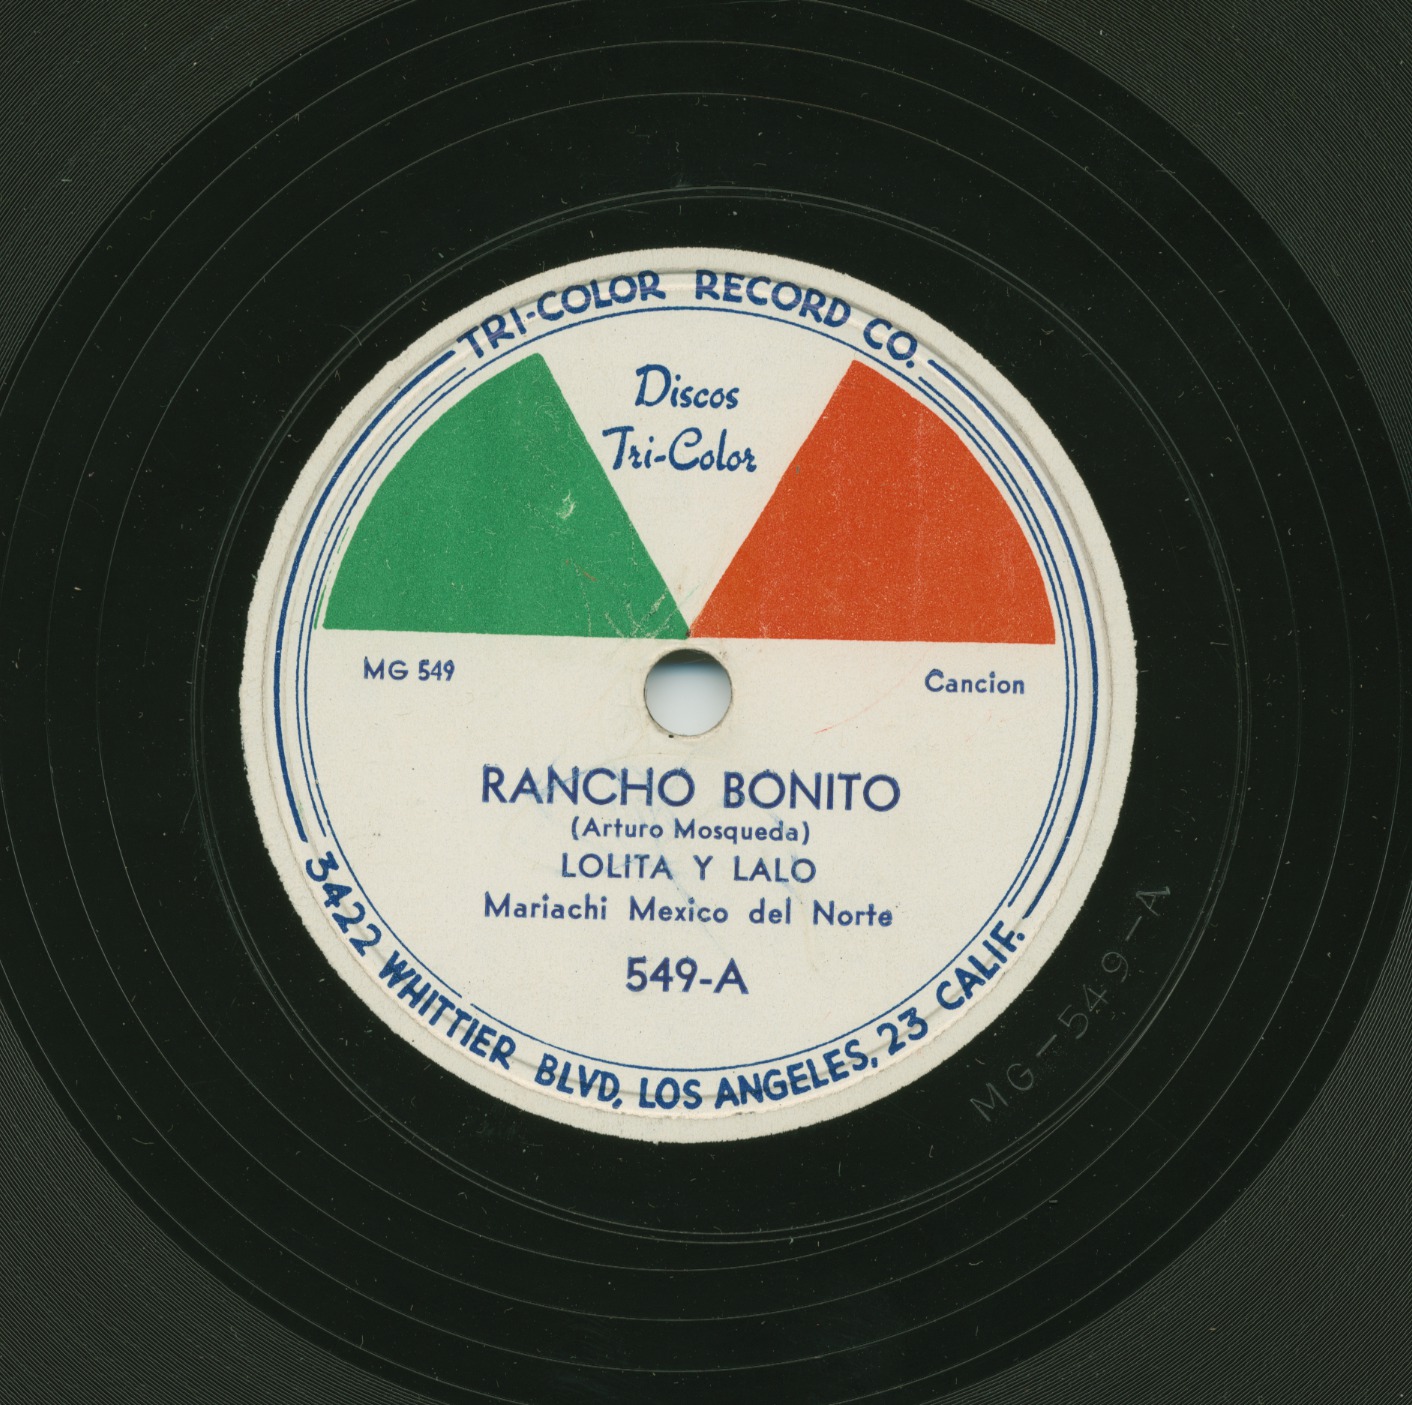 TRI-COLOR RECORD CO.
Discos
Tri-Color
MG 549
Cancion
RANCHO BONITO
(Arturo Mosqueda)
LOLITA Y LALO
Mariachi Mexico del Norte
549-A
3422 WHITTIER BLVD, LOS ANGELES, 23 CALIF.
MG-549-A